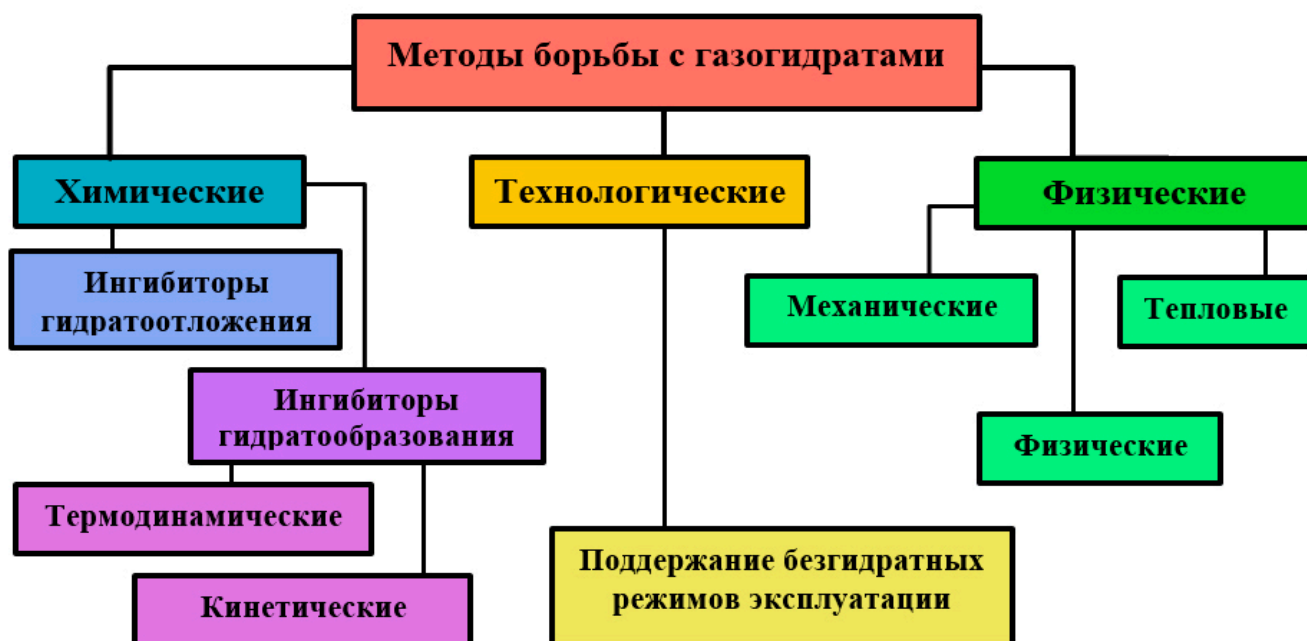 Методы борьбы с газогидратами
Химические
Технологические
Физические
Ингибиторы
гидратоотложения
Механические
Тепловые
Ингибиторы
гидратообразования
Физические
Термодинамические
Поддержание безгидратных
режимов эксплуатации
Кинетические